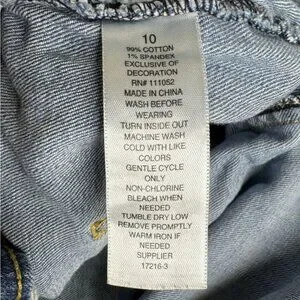 10
99% COTTON
1% SPANDEX
EXCLUSIVE OF
DECORATION
RN# 111052
MADE IN CHINA
WASH BEFORE
WEARING
TURN INSIDE OUT
MACHINE WASH
COLD WITH LIKE
COLORS
GENTLE CYCLE
ONLY
NON-CHLORINE
BLEACH WHEN
NEEDED
TUMBLE DRY LOW
REMOVE PROMPTLY
WARM IRON IF
NEEDED
SUPPLIER
17216-3